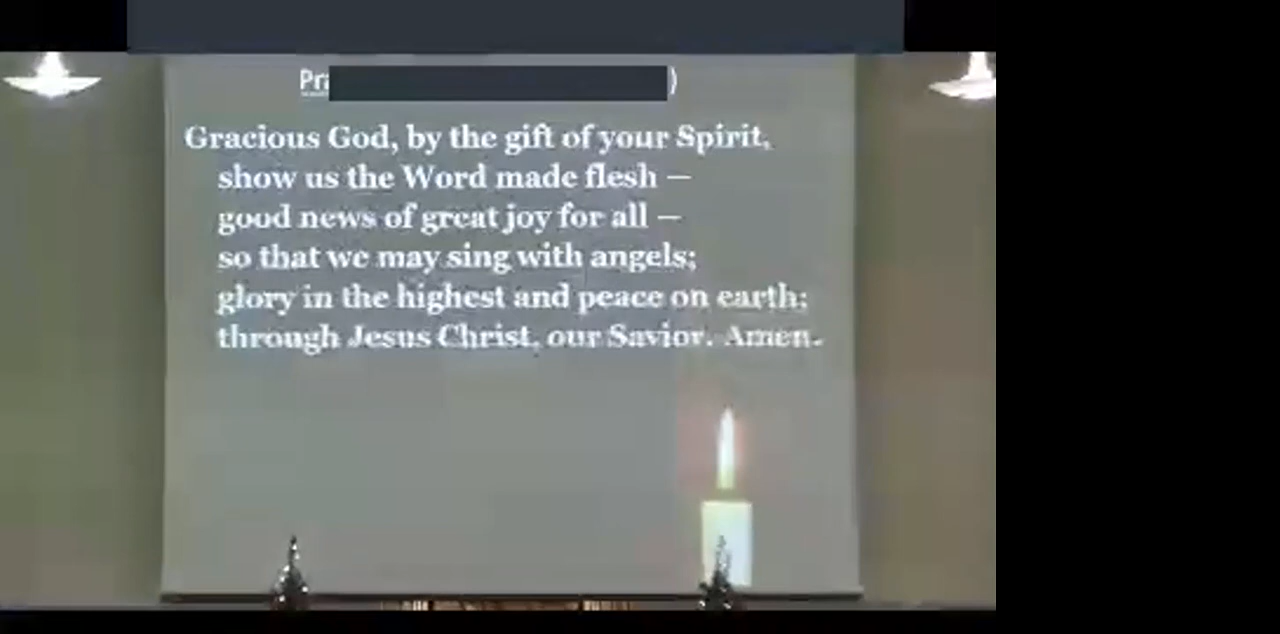 Gracious God, by the gift of your Spirit,
show us the Word made flesh —
good news of great joy for all —
so that we may sing with angels;
glory in the highest and peace on earth;
through Jesus Christ, our Savior. Amen.